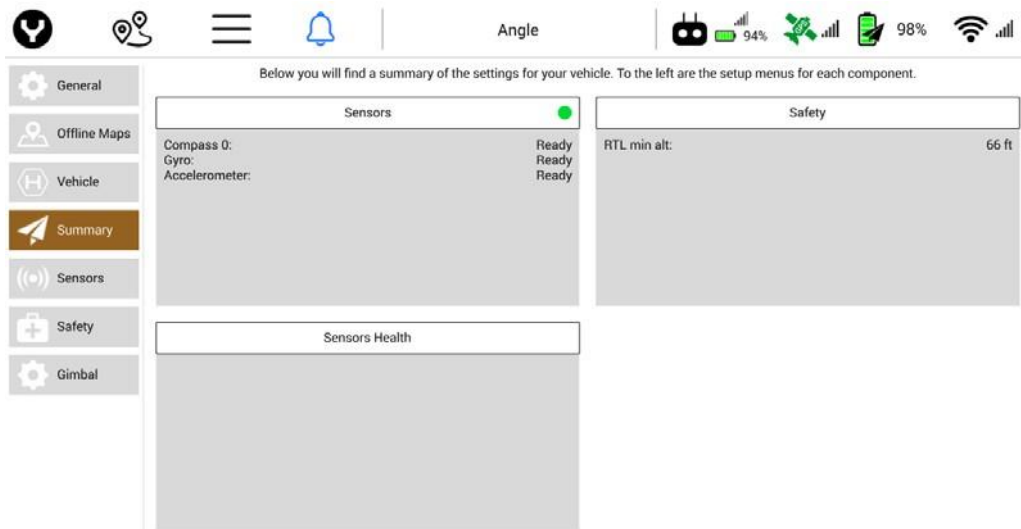 Angle
94%
98%
General
Offline Maps
Vehicle
Summary
Sensors
Safety
Gimbal
Below you will find a summary of the settings for your vehicle. To the left are the setup menus for each component.
Sensors
Compass 0: Ready
Gyro: Ready
Accelerometer: Ready
Safety
RTL min alt: 66 ft
Sensors Health